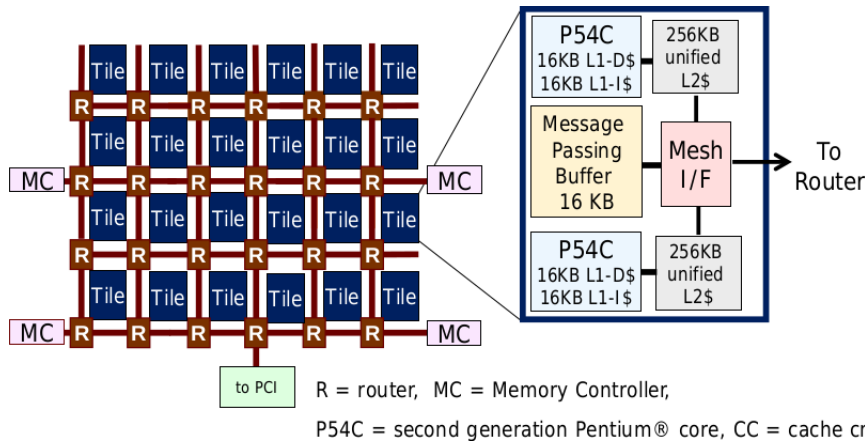 Tile Tile Tile Tile Tile Tile
R R R R R R
Tile Tile Tile Tile Tile Tile
MC R R R R R R MC
Tile Tile Tile Tile Tile Tile
R R R R R R
Tile Tile Tile Tile Tile Tile
MC R R R R R R MC
to PCI
P54C
16KB L1-D$
16KB L1-I$
256KB
unified
L2$
Message
Passing
Buffer
16 KB
Mesh
I/F
To
Router
P54C
16KB L1-D$
16KB L1-I$
256KB
unified
L2$
R = router, MC = Memory Controller,
P54C = second generation Pentium® core, CC = cache